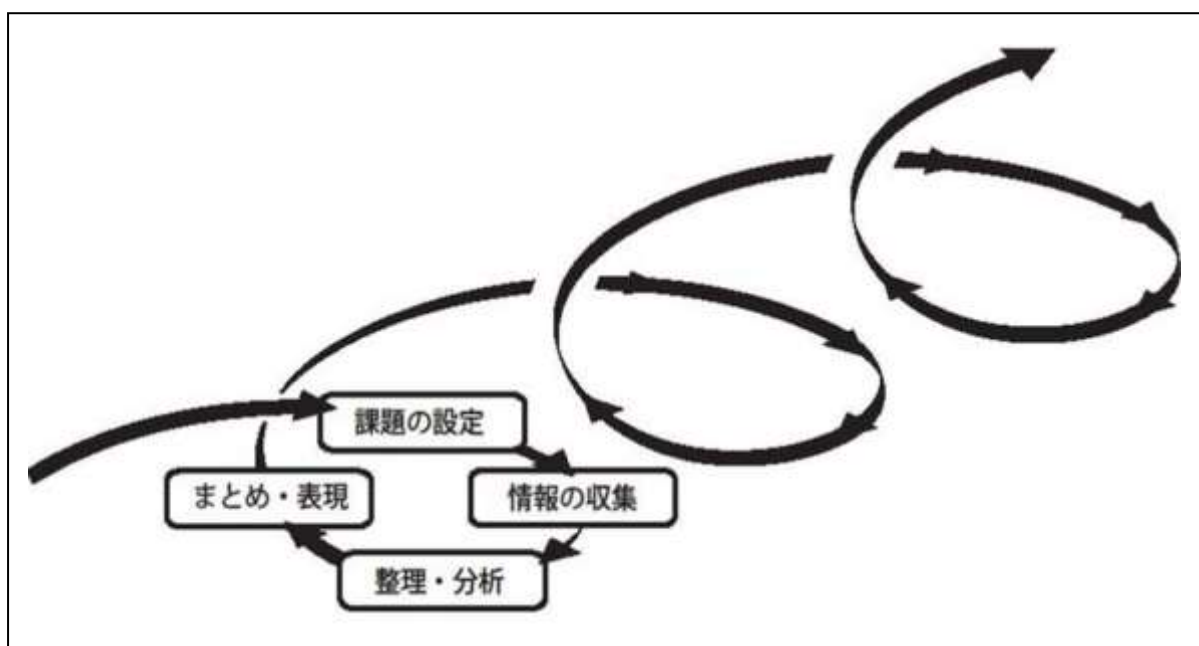 課題の設定
情報の収集
整理・分析
まとめ・表現